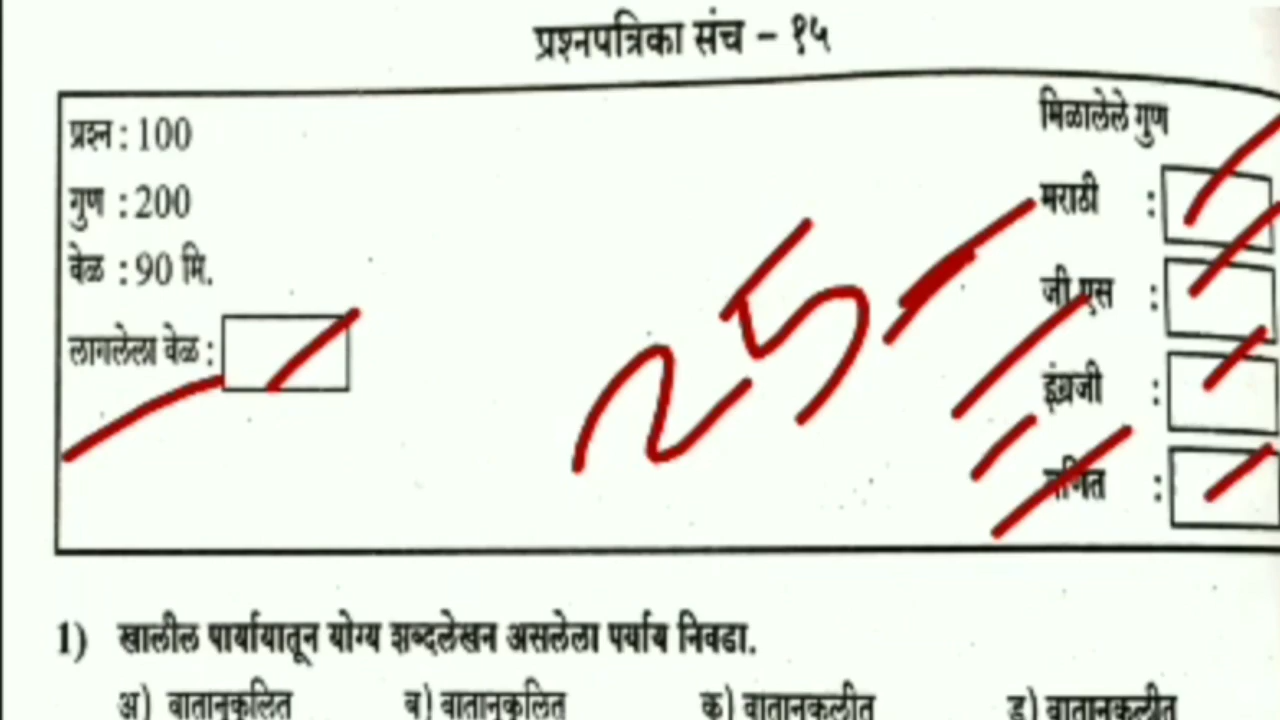 प्रश्नपत्रिका संच – १५
प्रश्न : 100
गुण : 200
वेळ : 90 मि.
लागलेला वेळ :
मिळालेले गुण
मराठी :
जी एस :
इंग्रजी :
गणित :
25
1) खालील पार्यायातून योग्य शब्दलेखन असलेला पर्याय निवडा.
अ) ब) क) ड)